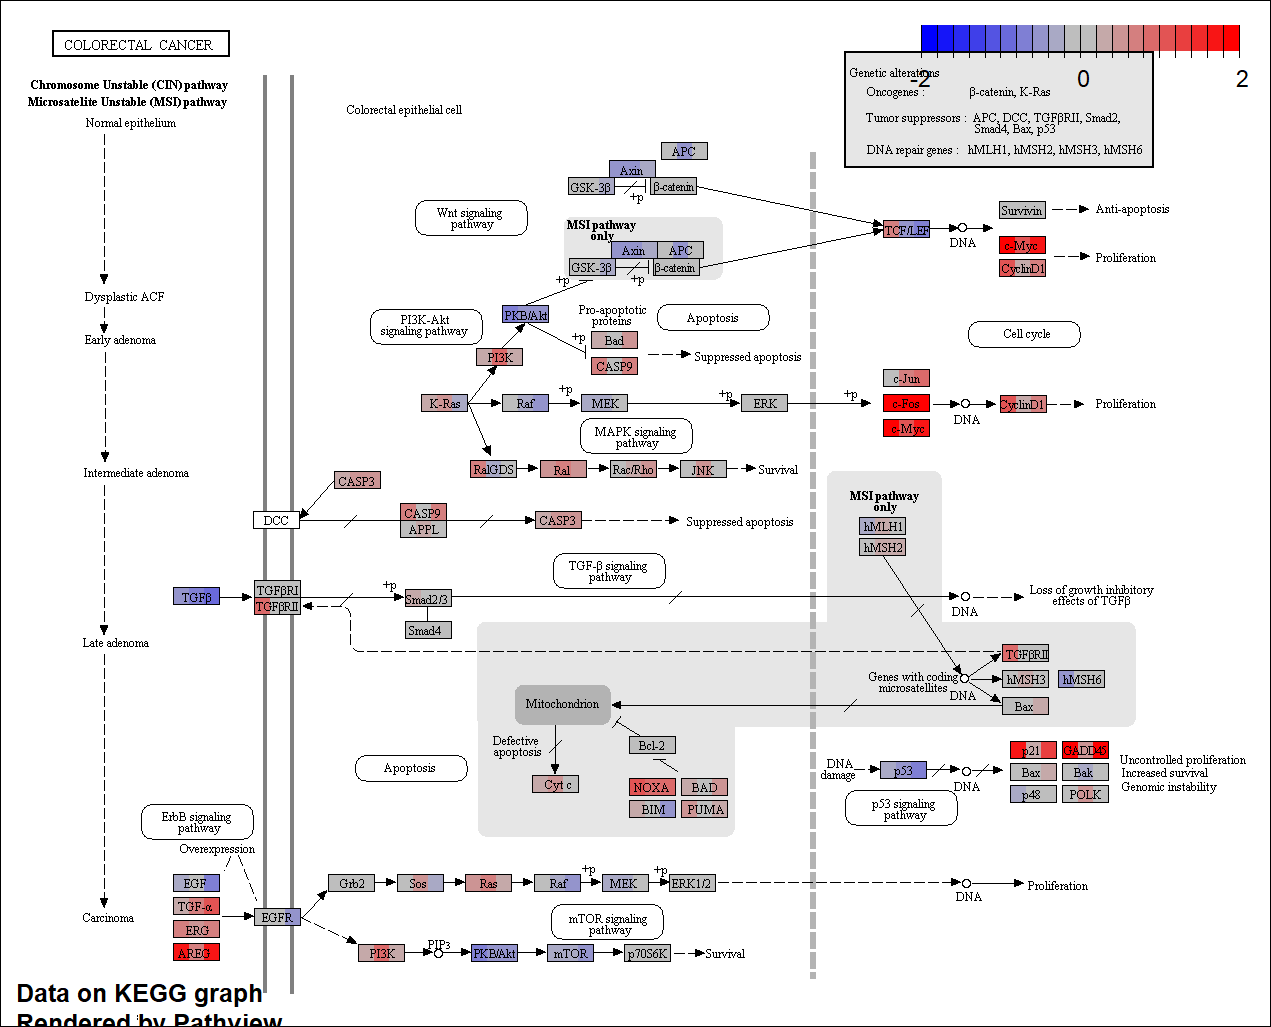 COLORECTAL CANCER
-2
0
2
Genetic alterations
Oncogenes : β-catenin, K-Ras
Tumor suppressors : APC, DCC, TGFβRII, Smad2,
Smad4, Bax, p53
DNA repair genes : hMLH1, hMSH2, hMSH3, hMSH6
Chromosome Unstable (CIN) pathway
Microsatelite Unstable (MSI) pathway
Normal epithelium
Dysplastic ACF
Early adenoma
Intermediate adenoma
Late adenoma
Carcinoma
Colorectal epithelial cell
APC
Axin
GSK-3β
+p
β-catenin
Wnt signaling
pathway
MSI pathway
only
Axin
APC
GSK-3β
+p
β-catenin
+p
TCF/LEF
DNA
Survivin
Anti-apoptosis
c-Myc
CyclinD1
Proliferation
PI3K-Akt
signaling pathway
PKB/Akt
Pro-apoptotic
proteins
Apoptosis
+p
Bad
CASP9
Suppressed apoptosis
PI3K
Cell cycle
K-Ras
Raf
+p
MEK
+p
ERK
+p
c-Jun
c-Fos
c-Myc
DNA
CyclinD1
Proliferation
MAPK signaling
pathway
RalGDS
Ral
Rac/Rho
JNK
Survival
CASP3
DCC
CASP9
APPL
CASP3
Suppressed apoptosis
MSI pathway
only
hMLH1
hMSH2
TGF-β signaling
pathway
TGFβ
TGFβRI
TGFβRII
+p
Smad2/3
Smad4
DNA
Loss of growth inhibitory
effects of TGFβ
TGFβRII
Genes with coding
microsatellites
DNA
hMSH3
hMSH6
Bax
Mitochondrion
Defective
apoptosis
Bcl-2
Cyt c
NOXA
BAD
BIM
PUMA
Apoptosis
DNA
damage
p53
DNA
p21
GADD45
Bax
Bak
p48
POLK
Uncontrolled proliferation
Increased survival
Genomic instability
p53 signaling
pathway
ErbB signaling
pathway
Overexpression
EGF
TGF-α
ERG
AREG
EGFR
Grb2
Sos
Ras
Raf
+p
MEK
+p
ERK1/2
DNA
Proliferation
mTOR signaling
pathway
PI3K
PIP3
PKB/Akt
mTOR
p70S6K
Survival
Data on KEGG graph
Rendered by Pathview